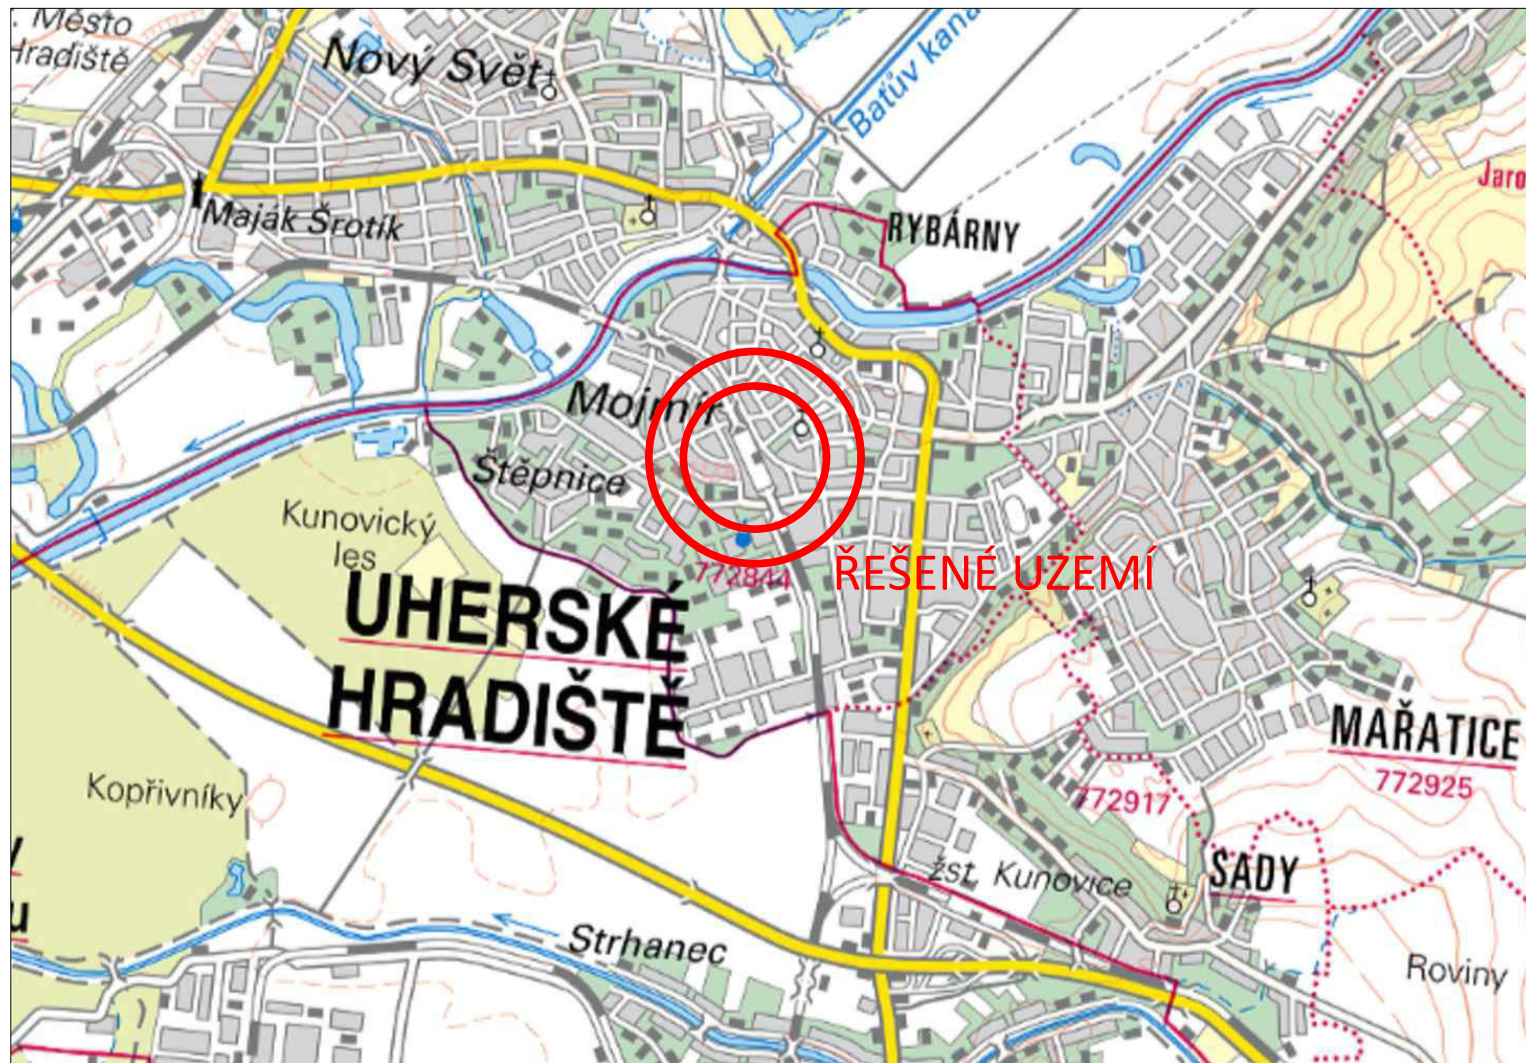 . Město
Hradiště
Nový Svět
Baťův kaná
Jaro
Maják Šrotík
RYBÁRNY
Mojmír
Štěpnice
Kunovický
les
772844
ŘEŠENÉ UZEMÍ
UHERSKÉ
HRADIŠTĚ
MAŘATICE
772925
Kopřivníky
772917
žst. Kunovice
SADY
u
Strhanec
Roviny